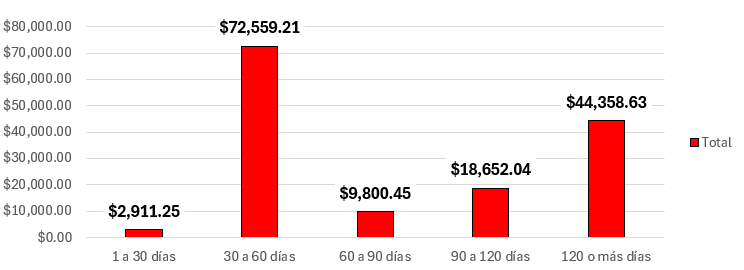 $80,000.00
$70,000.00
$60,000.00
$50,000.00
$40,000.00
$30,000.00
$20,000.00
$10,000.00
$0.00
$2,911.25
$72,559.21
$9,800.45
$18,652.04
$44,358.63
1 a 30 días
30 a 60 días
60 a 90 días
90 a 120 días
120 o más días
Total